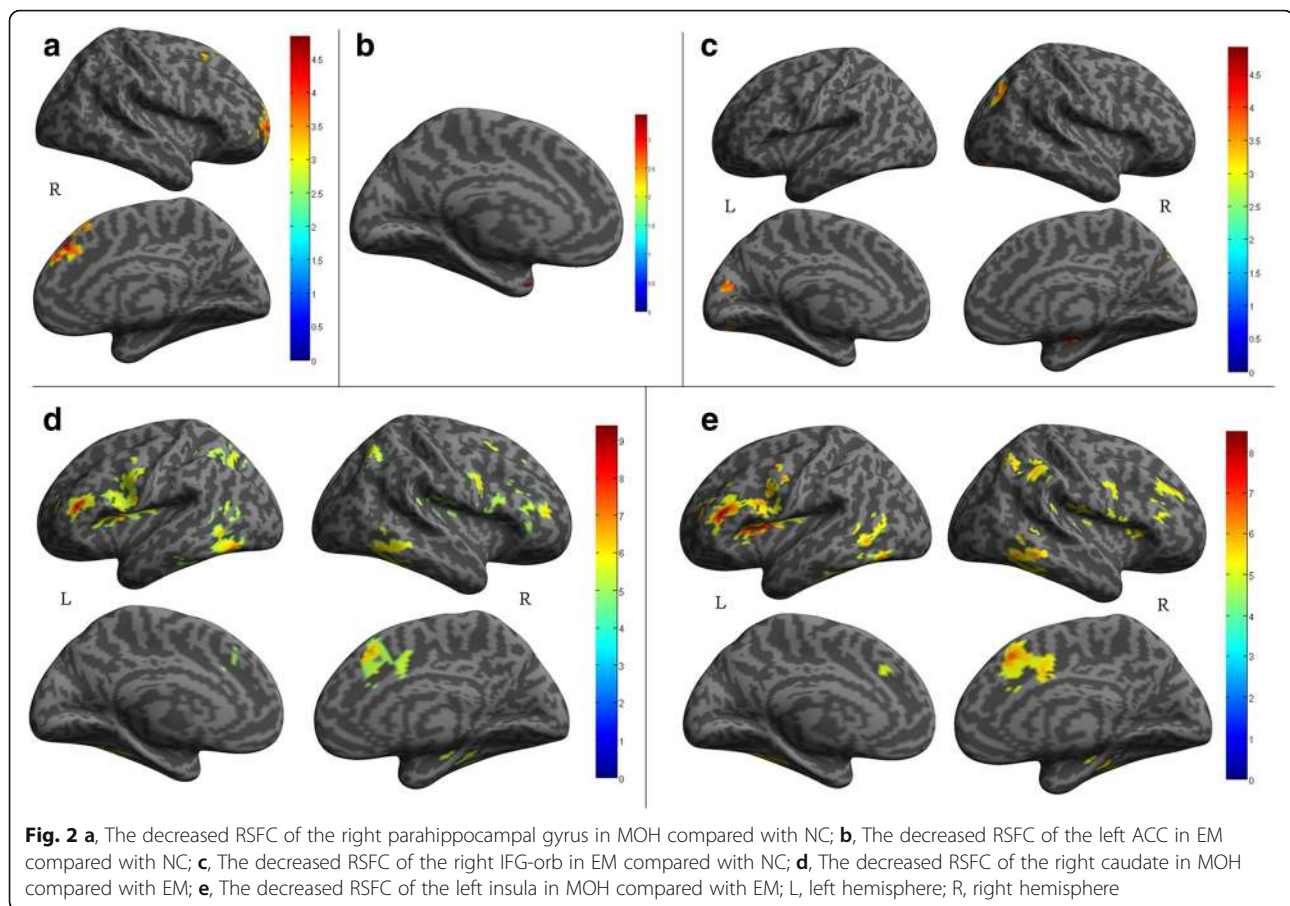 a
b
c
4.5
4
3.5
3
2.5
2
1.5
1
0.5
0
R
4.5
4
3.5
3
2.5
2
1.5
1
0.5
0
L
R
d
e
9
8
7
6
5
4
3
2
1
0
L
R
8
7
6
5
4
3
2
1
0
L
R
Fig. 2 a, The decreased RSFC of the right parahippocampal gyrus in MOH compared with NC; b, The decreased RSFC of the left ACC in EM
compared with NC; c, The decreased RSFC of the right IFG-orb in EM compared with NC; d, The decreased RSFC of the right caudate in MOH
compared with EM; e, The decreased RSFC of the left insula in MOH compared with EM; L, left hemisphere; R, right hemisphere